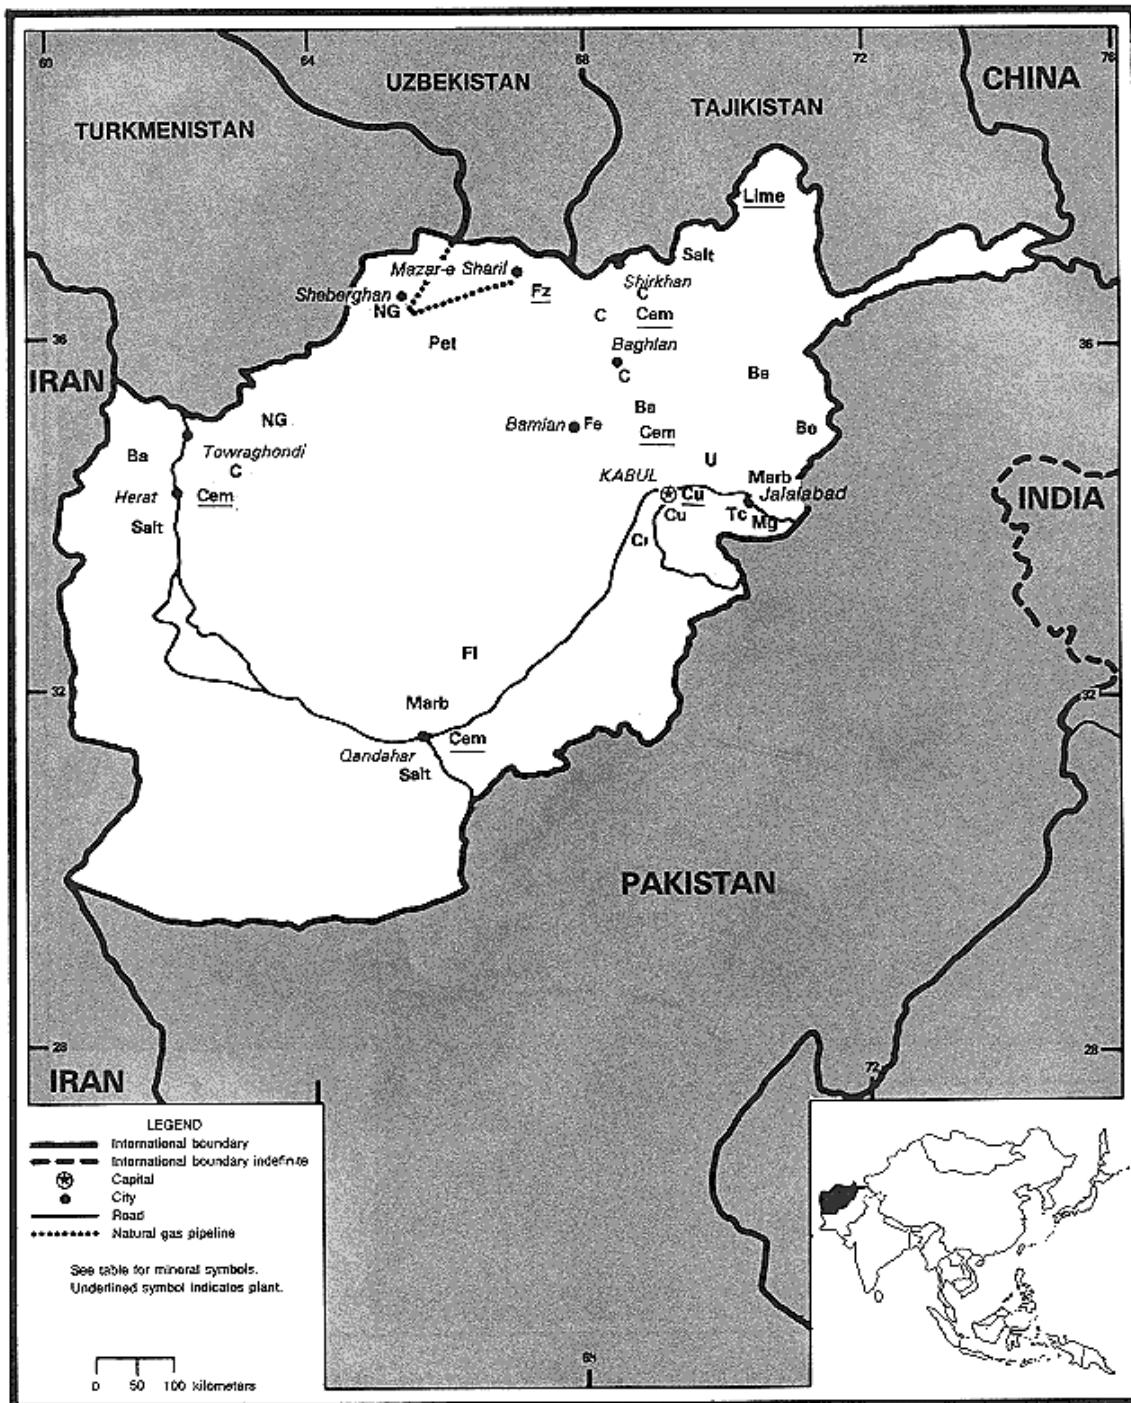 60
64
68
72
76
UZBEKISTAN
TAJIKISTAN
CHINA
TURKMENISTAN
Lime
Salt
Mazar-e Sharif
Shirkhan
Sheberghan
Fz
C
NG
C
Cem
36
Pet
Baghlan
36
IRAN
C
Ba
Ba
NG
Bamian
Fe
Cem
Be
Ba
Towraghondi
C
U
KABUL
Marb
Herat
Cem
Cu
Jalalabad
INDIA
Salt
Cu
Tc
Mg
Cr
Fl
32
Marb
32
Cem
Qandahar
Salt
PAKISTAN
28
28
IRAN
72
LEGEND
International boundary
International boundary indefinite
Capital
City
Road
Natural gas pipeline
See table for mineral symbols.
Underlined symbol indicates plant.
0 50 100 kilometers